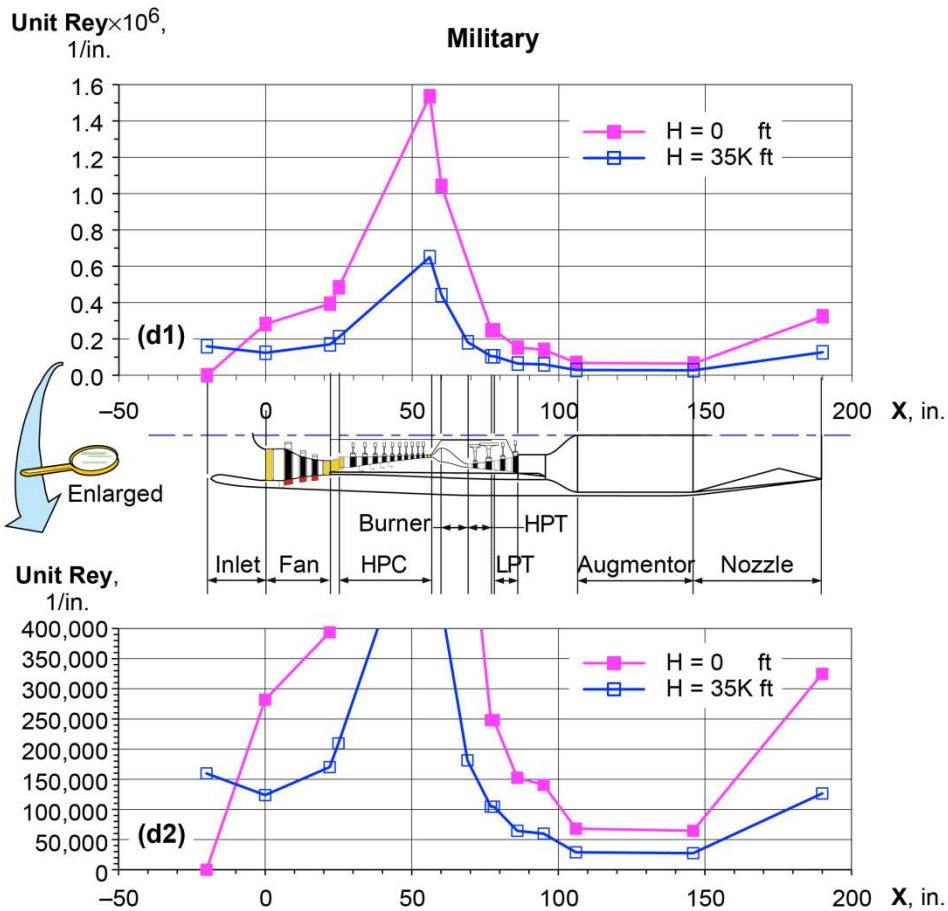 Unit Rey×10⁶,
1/in.
Military
1.6
1.4
1.2
1.0
0.8
0.6
0.4
0.2
0.0
H = 0 ft
H = 35K ft
(d1)
–50 0 50 100 150 200 X, in.
Enlarged
Burner HPT
Inlet Fan HPC LPT Augmentor Nozzle
Unit Rey,
1/in.
400,000
350,000
300,000
250,000
200,000
150,000
100,000
50,000
0
H = 0 ft
H = 35K ft
(d2)
–50 0 50 100 150 200 X, in.